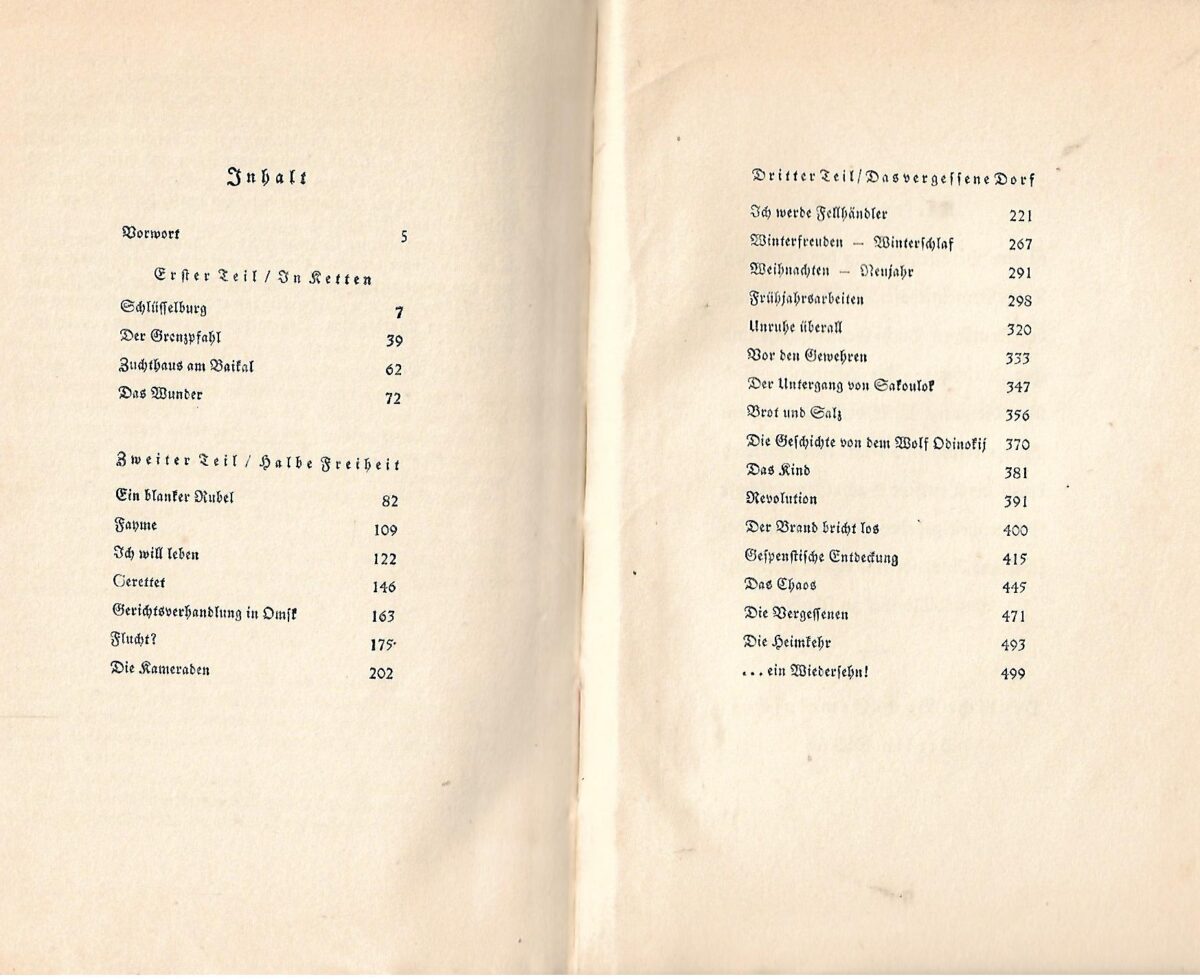 Inhalt
Vorwort 5
Erster Teil / In Ketten
Schlüsselburg 7
Der Grenzpfahl 39
Zuchthaus am Baikal 62
Das Wunder 72
Zweiter Teil / Halbe Freiheit
Ein blanker Rubel 82
Fayme 109
Ich will leben 122
Gerettet 146
Gerichtsverhandlung in Omsk 163
Flucht? 175
Die Kameraden 202
Dritter Teil / Das vergessene Dorf
Ich werde Fellhändler 221
Winterfreuden — Winterschlaf 267
Weihnachten — Neujahr 291
Frühjahrsarbeiten 298
Unruhe überall 320
Vor den Gewehren 333
Der Untergang von Sakoulok 347
Brot und Salz 356
Die Geschichte von dem Wolf Odinokij 370
Das Kind 381
Revolution 391
Der Brand bricht los 400
Gespenstische Entdeckung 415
Das Chaos 445
Die Vergessenen 471
Die Heimkehr 493
... ein Wiedersehn! 499